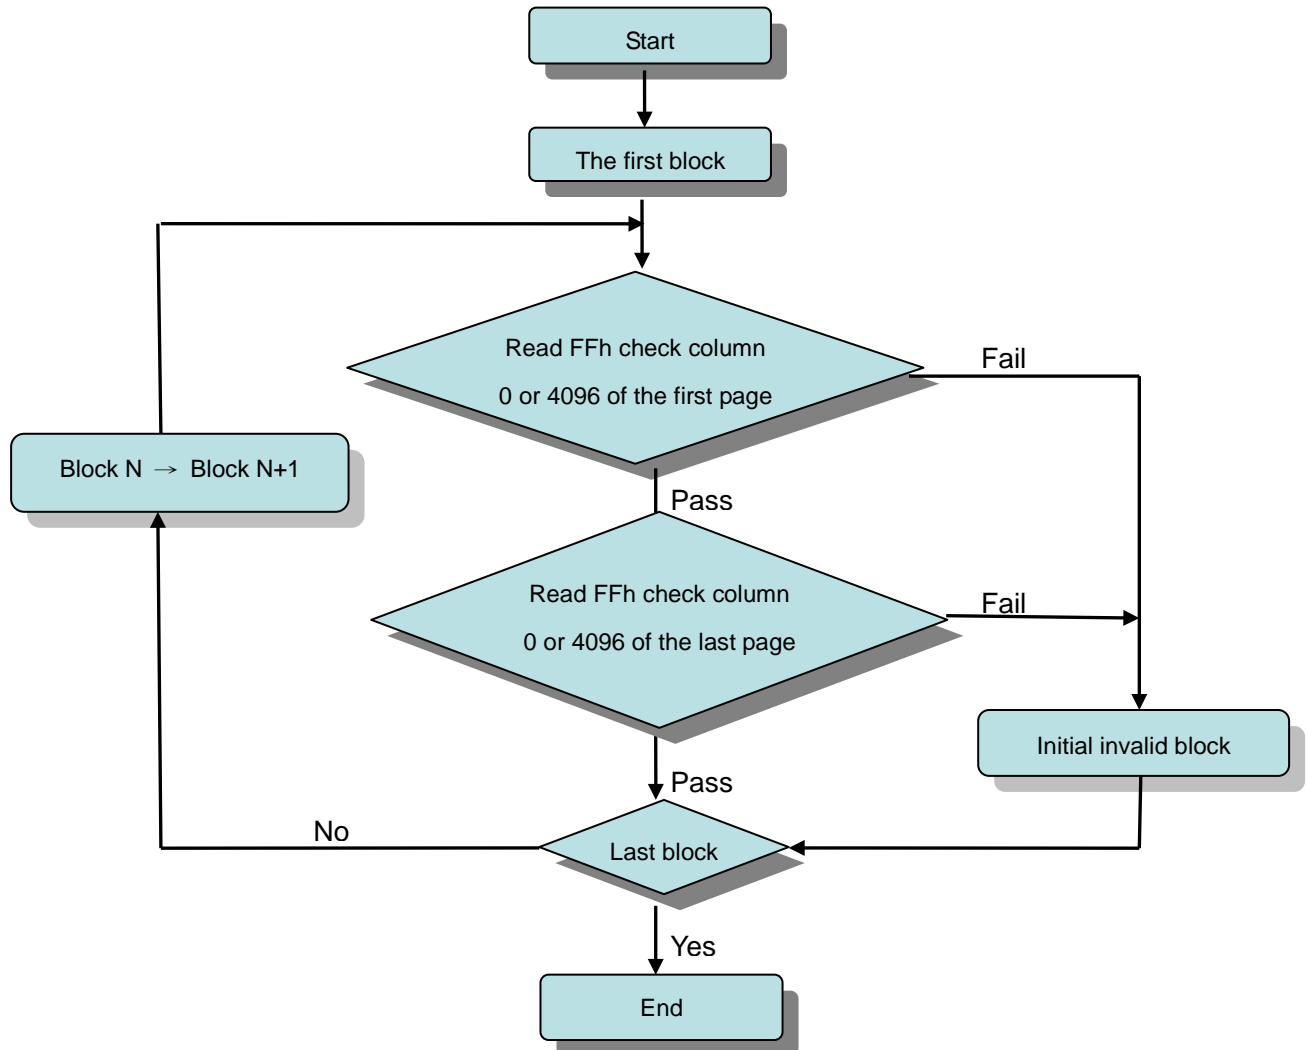 Start
The first block
Read FFh check column
0 or 4096 of the first page
Fail
Block N → Block N+1
Pass
Read FFh check column
0 or 4096 of the last page
Fail
Initial invalid block
Pass
No
Last block
Yes
End